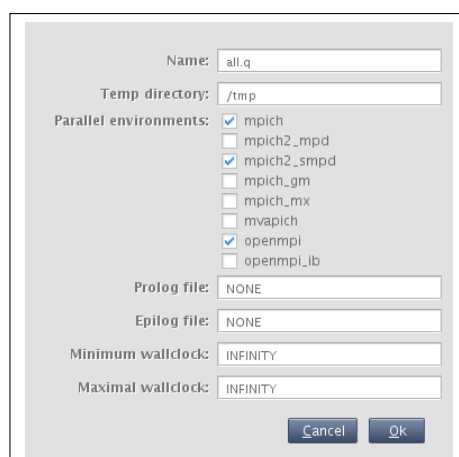 Name: all.q
Temp directory: /tmp
Parallel environments: mpich
mpich2_mpd
mpich2_smpd
mpich_gm
mpich_mx
mvapich
openmpi
openmpi_ib
Prolog file: NONE
Epilog file: NONE
Minimum wallclock: INFINITY
Maximal wallclock: INFINITY
Cancel Ok